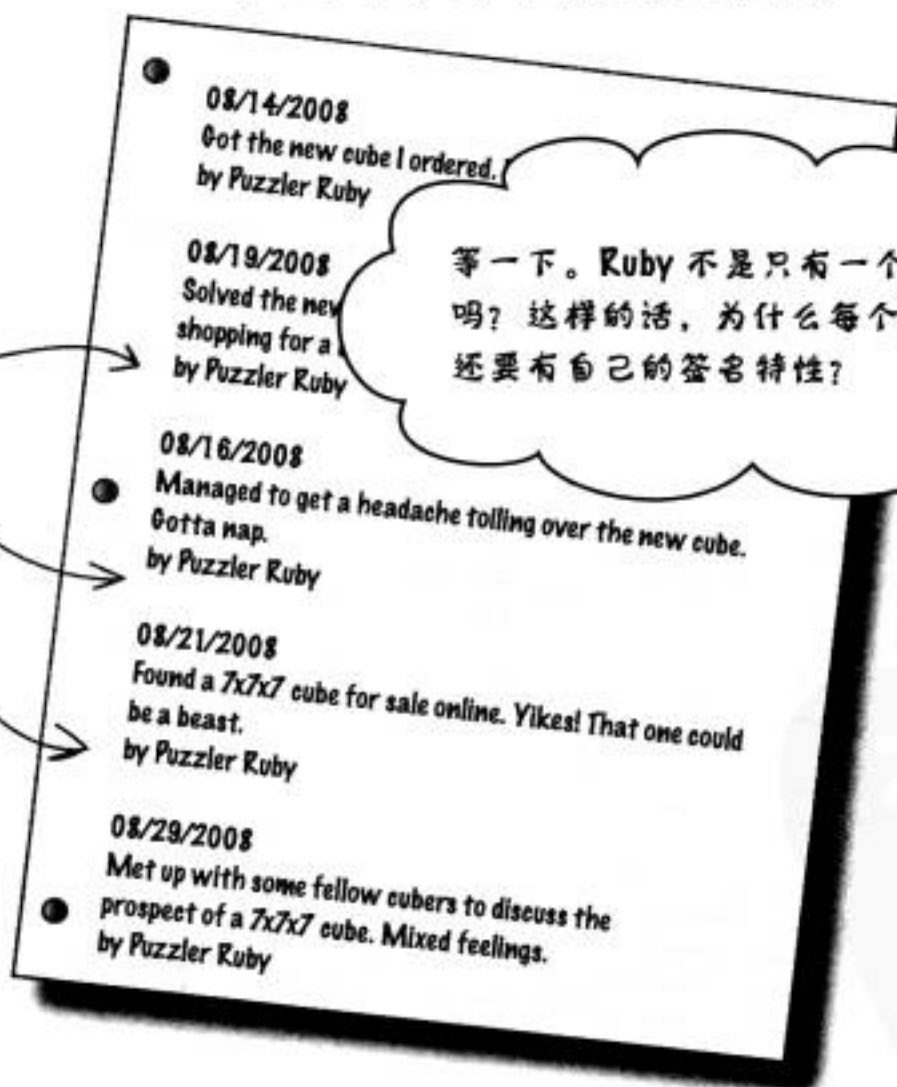 08/14/2008
Got the new cube I ordered.
by Puzzler Ruby
等一下。Ruby 不是只有一个
吗？这样的话，为什么每个
还要有自己的签名特性？
08/19/2008
Solved the new
shopping for a
by Puzzler Ruby
08/16/2008
Managed to get a headache tolling over the new cube.
Gotta nap.
by Puzzler Ruby
08/21/2008
Found a 7x7x7 cube for sale online. Yikes! That one could
be a beast.
by Puzzler Ruby
08/29/2008
Met up with some fellow cubers to discuss the
prospect of a 7x7x7 cube. Mixed feelings.
by Puzzler Ruby